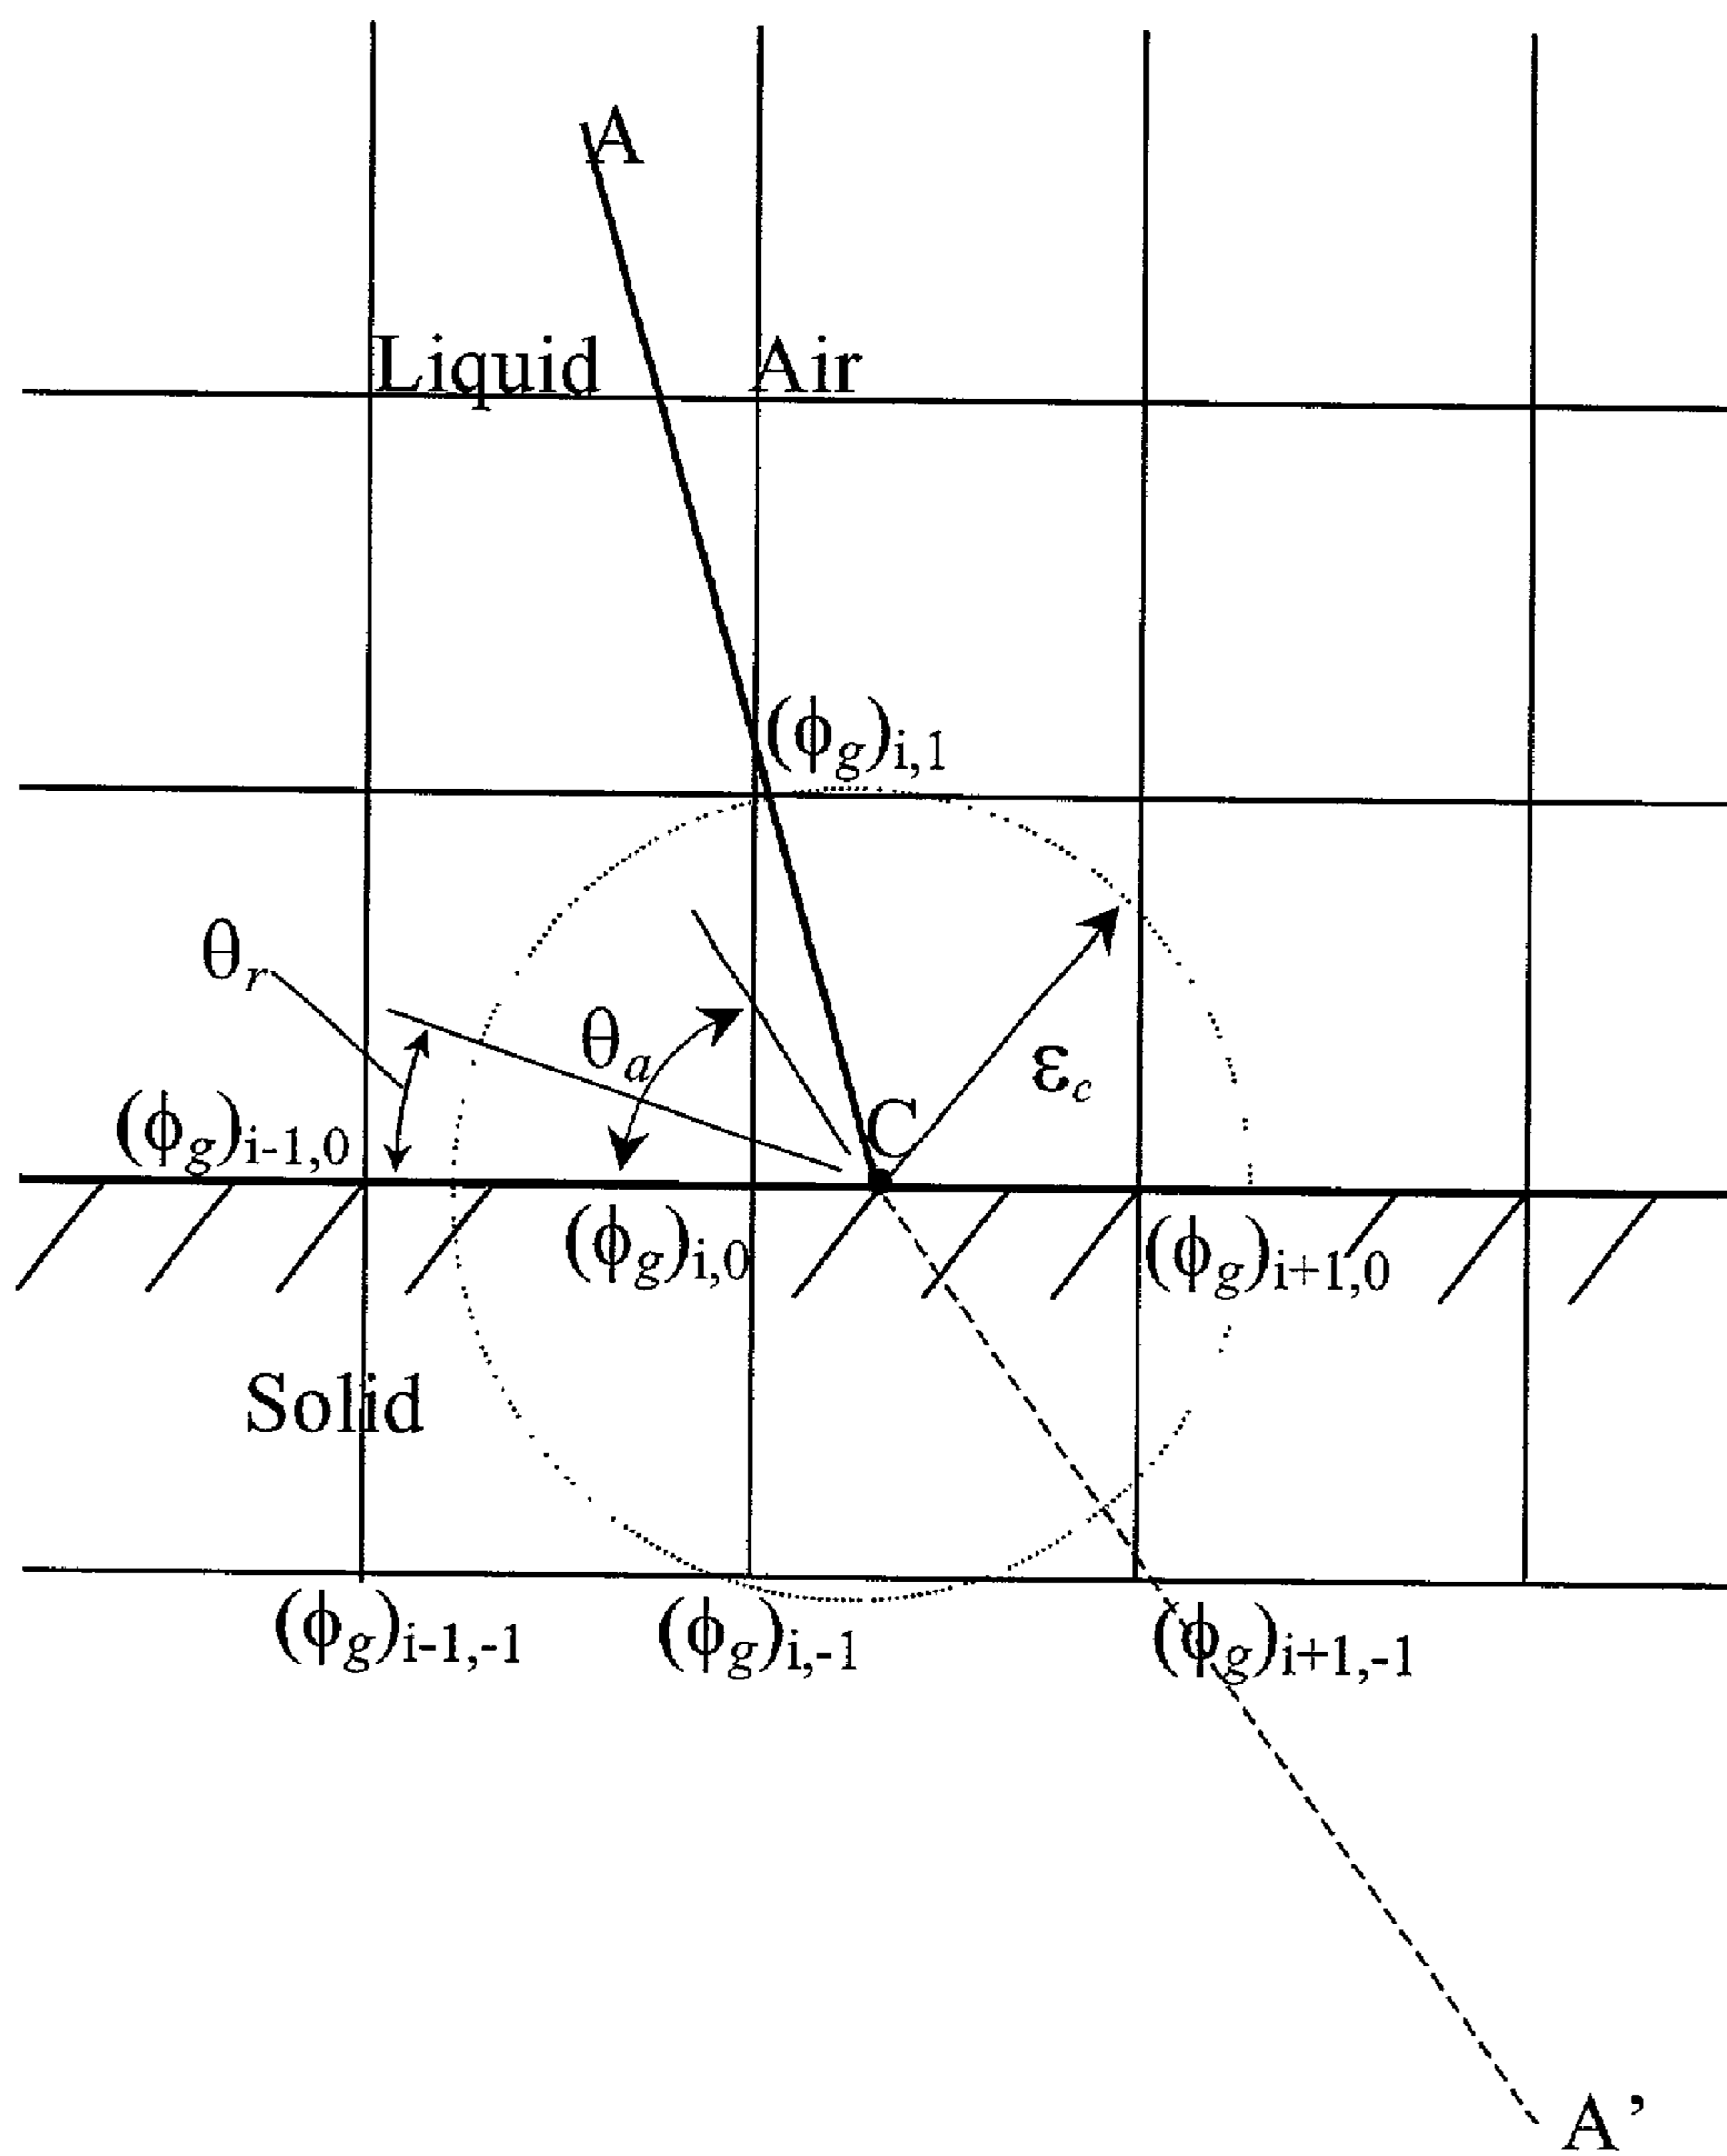 A
Liquid Air
(ϕg)i,1
θr
θa
εc
(ϕg)i-1,0
C
(ϕg)i,0
(ϕg)i+1,0
Solid
(ϕg)i-1,-1 (ϕg)i,-1 (ϕg)i+1,-1
A’